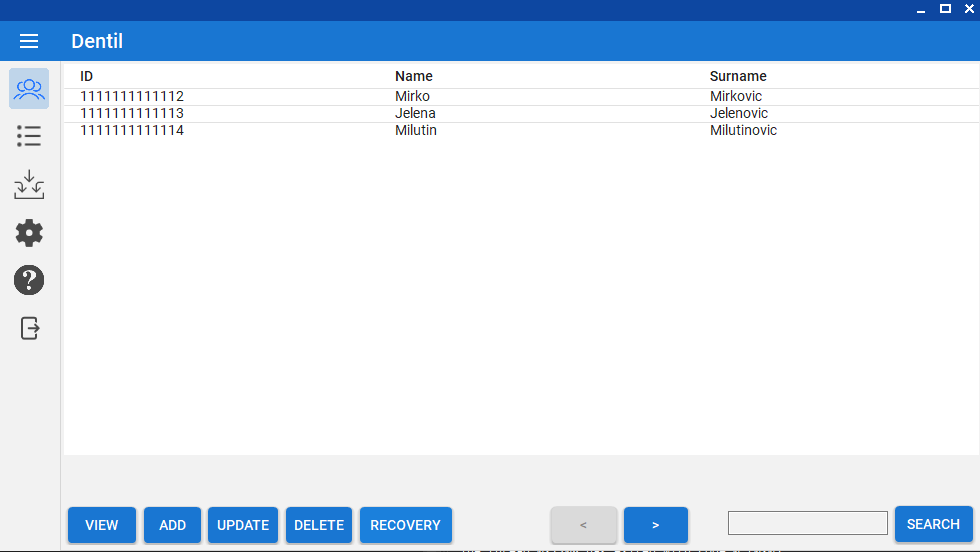 Dentil
ID Name Surname
1111111111112 Mirko Mirkovic
1111111111113 Jelena Jelenovic
1111111111114 Milutin Milutinovic
?
VIEW ADD UPDATE DELETE RECOVERY < > SEARCH